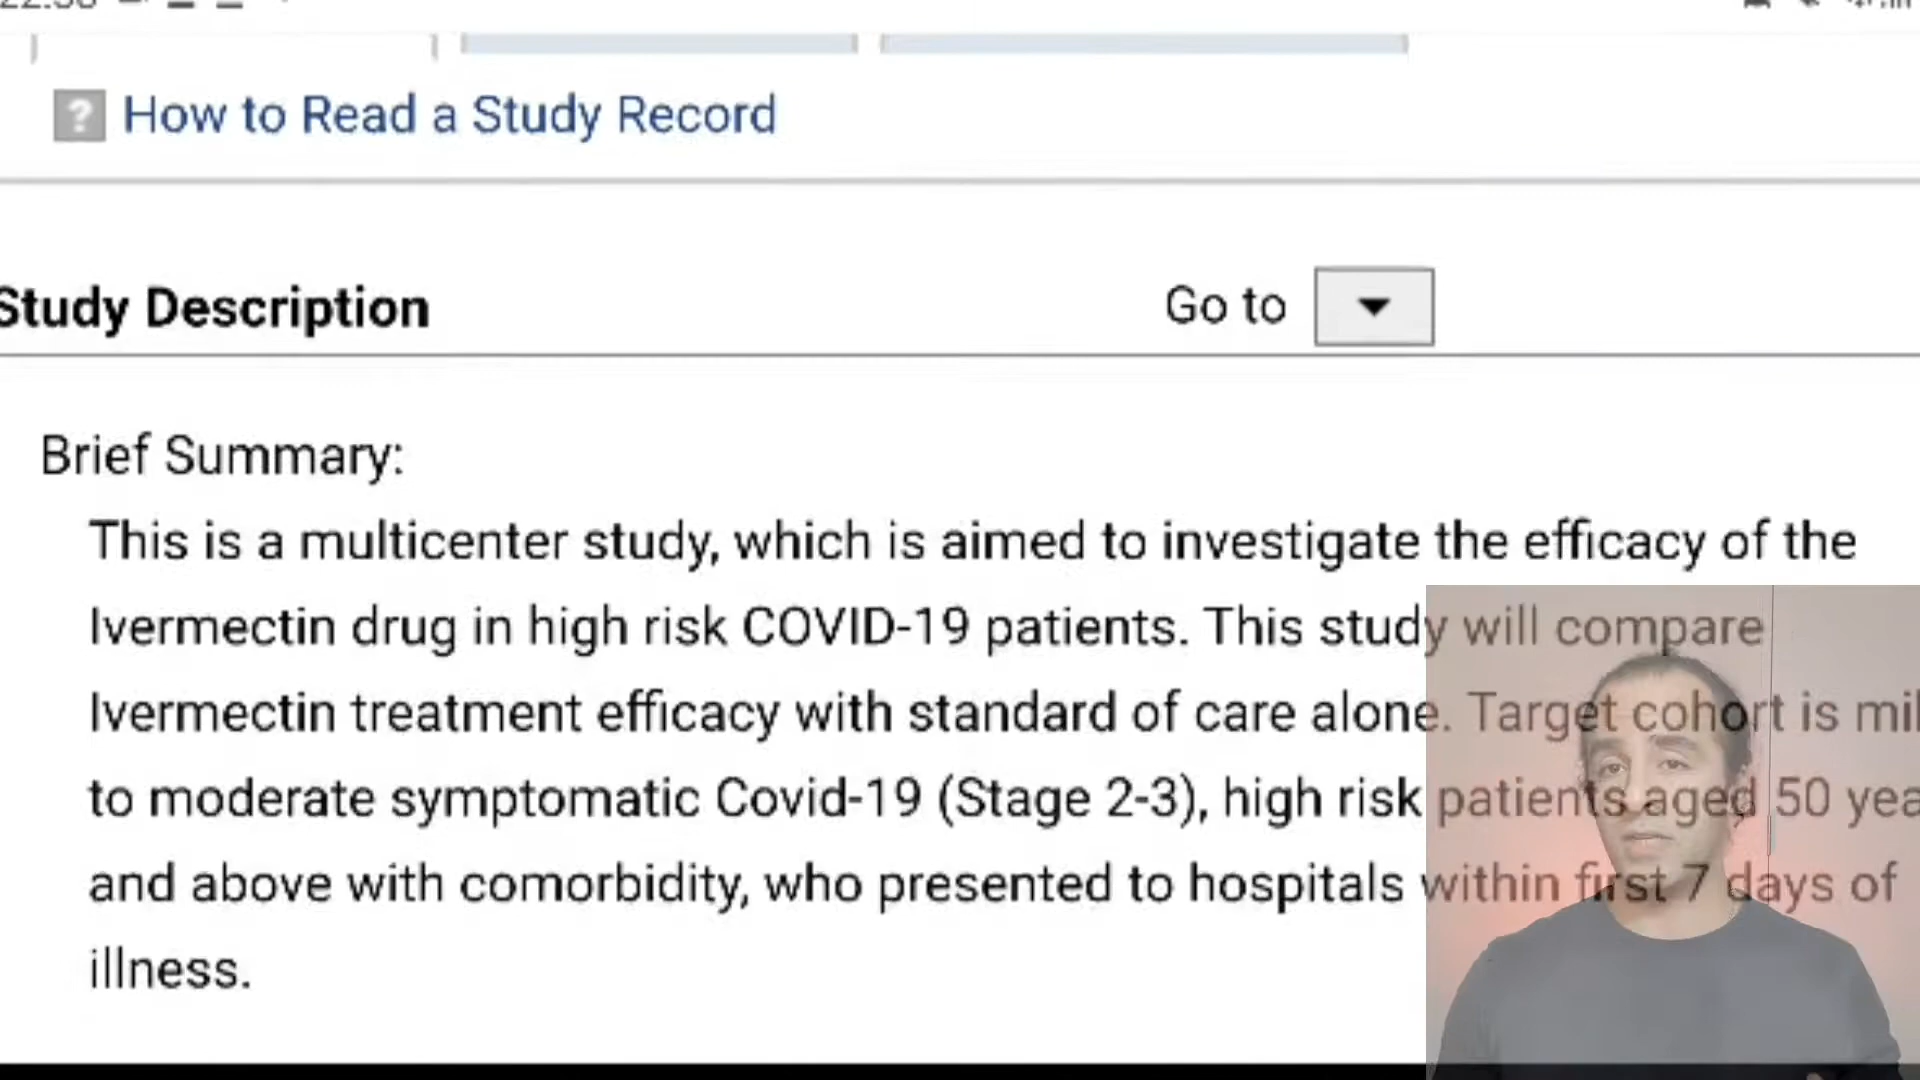 ? How to Read a Study Record
Study Description
Go to
Brief Summary:
This is a multicenter study, which is aimed to investigate the efficacy of the
Ivermectin drug in high risk COVID-19 patients. This study will compare
Ivermectin treatment efficacy with standard of care alone. Target cohort is mil
to moderate symptomatic Covid-19 (Stage 2-3), high risk patients aged 50 yea
and above with comorbidity, who presented to hospitals within first 7 days of
illness.